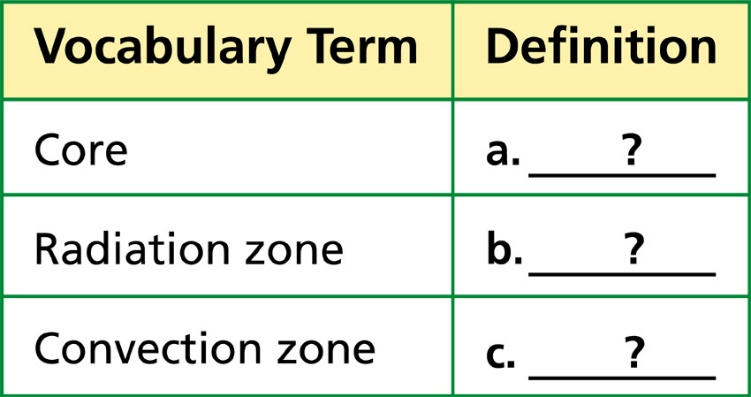 Vocabulary Term Definition
Core a. ?
Radiation zone b. ?
Convection zone c. ?